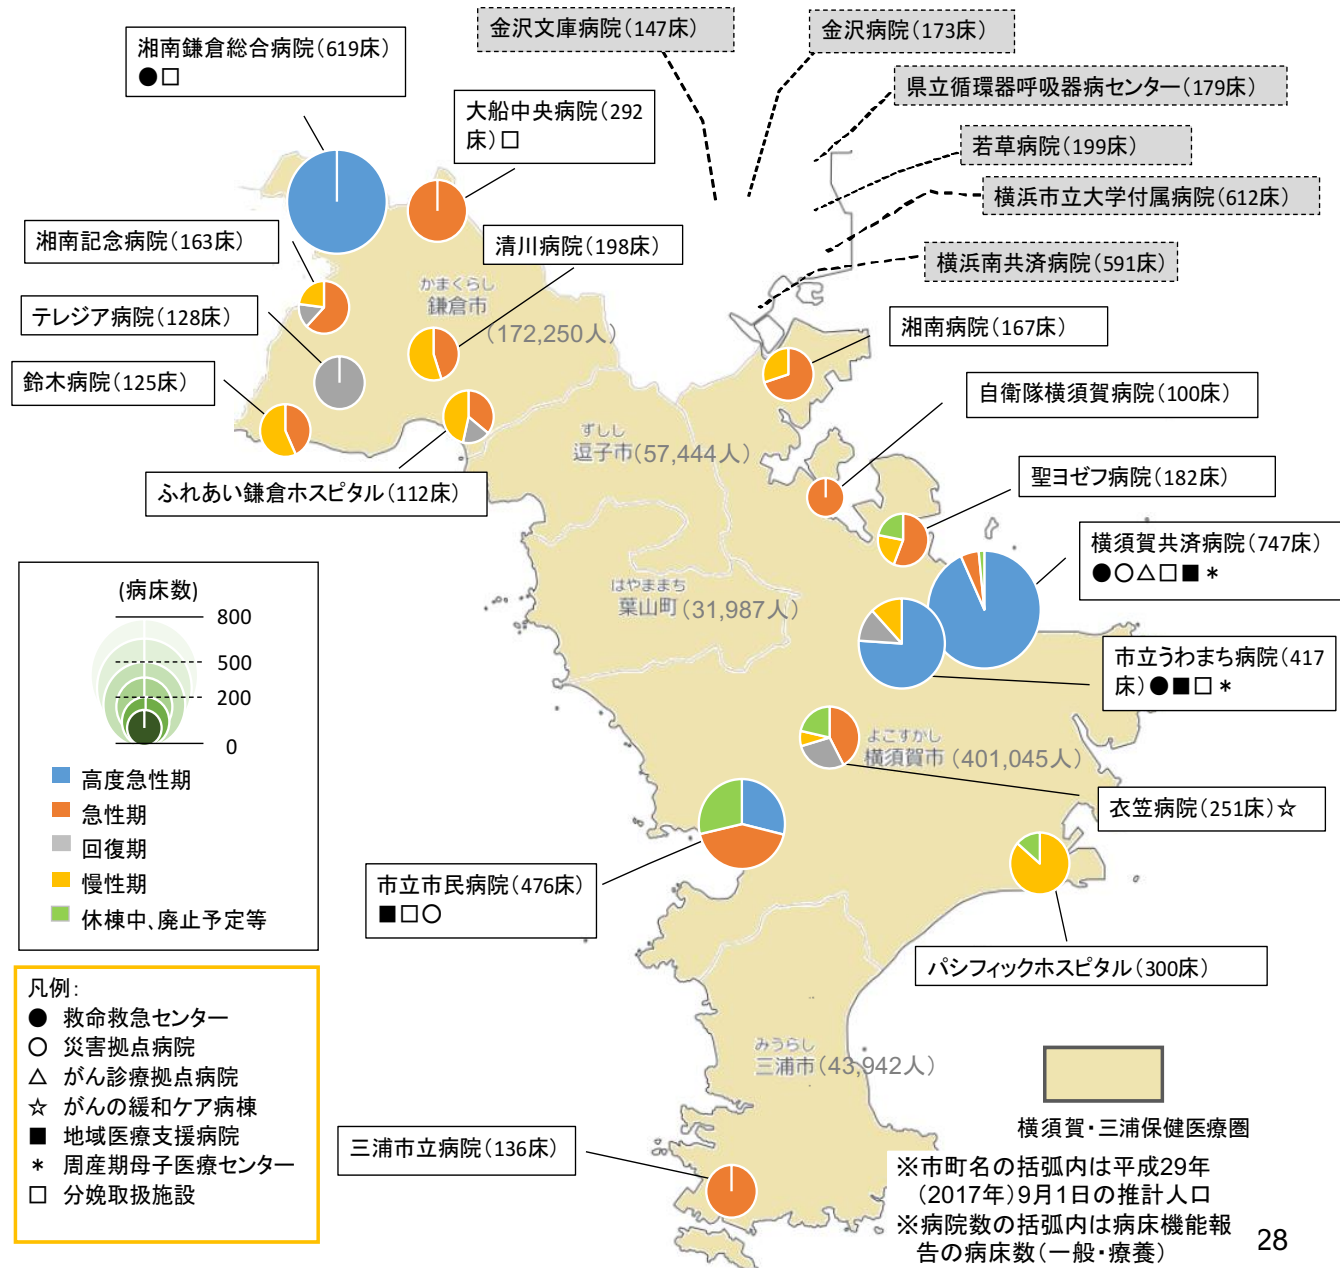 湘南鎌倉総合病院(619床)
●□
金沢文庫病院(147床)
金沢病院(173床)
県立循環器呼吸器病センター(179床)
大船中央病院(292
床)□
若草病院(199床)
横浜市立大学付属病院(612床)
湘南記念病院(163床)
清川病院(198床)
横浜南共済病院(591床)
かまくらし
鎌倉市
(172,250人)
テレジア病院(128床)
湘南病院(167床)
鈴木病院(125床)
自衛隊横須賀病院(100床)
ずしし
逗子市(57,444人)
ふれあい鎌倉ホスピタル(112床)
聖ヨゼフ病院(182床)
横須賀共済病院(747床)
●○△□■＊
はやままち
葉山町(31,987人)
市立うわまち病院(417
床)●■□＊
(病床数)
800
500
200
0
高度急性期
急性期
回復期
慢性期
休棟中、廃止予定等
よこすかし
横須賀市(401,045人)
衣笠病院(251床)☆
市立市民病院(476床)
■□○
パシフィックホスピタル(300床)
凡例:
● 救命救急センター
○ 災害拠点病院
△ がん診療拠点病院
☆ がんの緩和ケア病棟
■ 地域医療支援病院
＊ 周産期母子医療センター
□ 分娩取扱施設
みうらし
三浦市(43,942人)
三浦市立病院(136床)
横須賀・三浦保健医療圏
※市町名の括弧内は平成29年
(2017年)9月1日の推計人口
※病院数の括弧内は病床機能報
告の病床数(一般・療養)
28